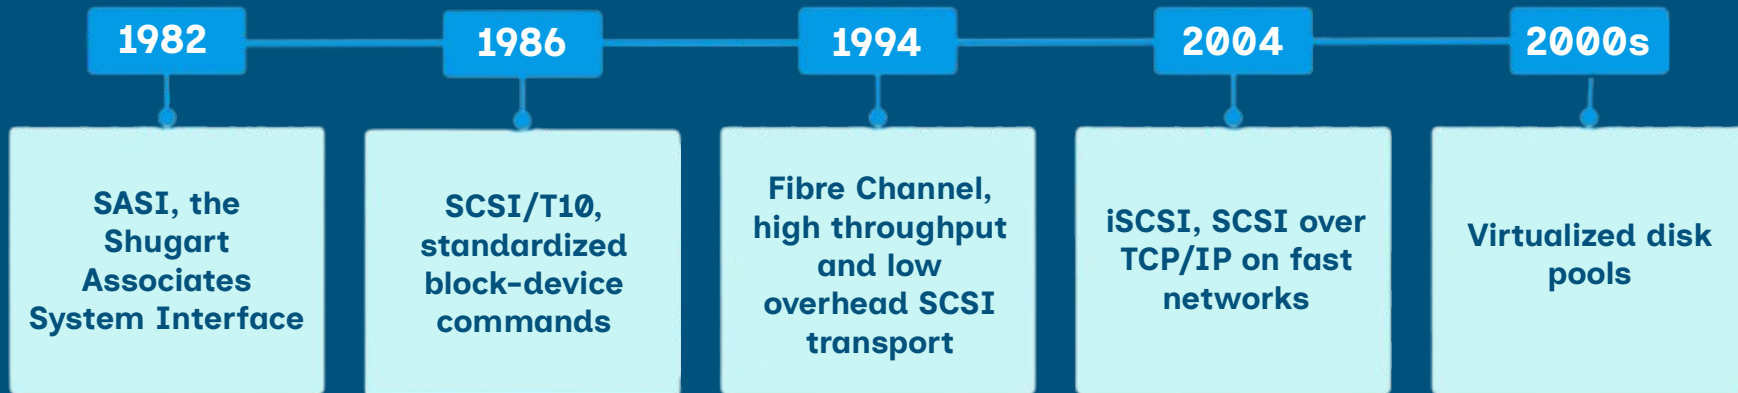 1982
1986
1994
2004
2000s
SASI, the
Shugart
Associates
System Interface
SCSI/T10,
standardized
block-device
commands
Fibre Channel,
high throughput
and low
overhead SCSI
transport
iSCSI, SCSI over
TCP/IP on fast
networks
Virtualized disk
pools